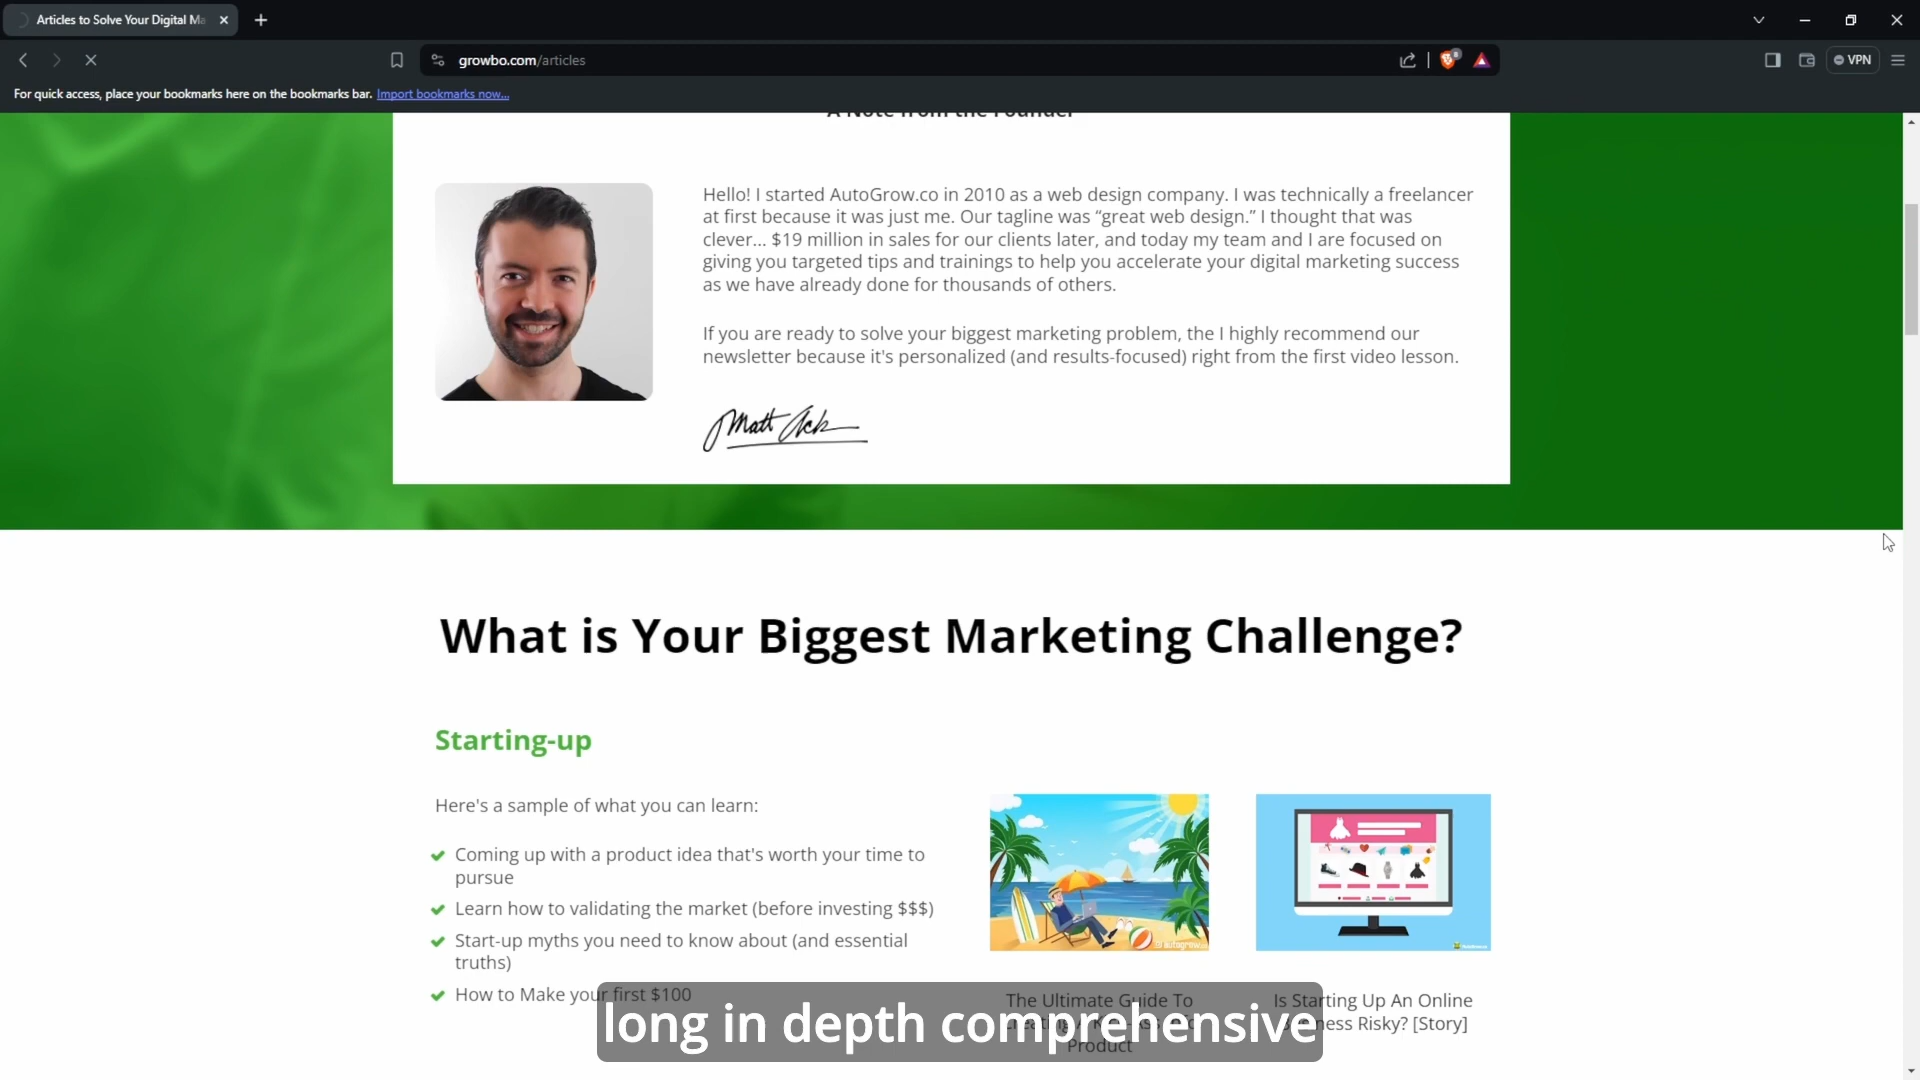 Articles to Solve Your Digital Ma
growbo.com/articles
VPN
For quick access, place your bookmarks here on the bookmarks bar. Import bookmarks now...
A Note from the Founder
Hello! I started AutoGrow.co in 2010 as a web design company. I was technically a freelancer
at first because it was just me. Our tagline was “great web design.” I thought that was
clever... $19 million in sales for our clients later, and today my team and I are focused on
giving you targeted tips and trainings to help you accelerate your digital marketing success
as we have already done for thousands of others.
If you are ready to solve your biggest marketing problem, the I highly recommend our
newsletter because it's personalized (and results-focused) right from the first video lesson.
Matt Ack
What is Your Biggest Marketing Challenge?
Starting-up
Here's a sample of what you can learn:
Coming up with a product idea that's worth your time to
pursue
Learn how to validating the market (before investing $$$)
Start-up myths you need to know about (and essential
truths)
How to Make your first $100
The Ultimate Guide To
Creating A
Product
Is Starting Up An Online
Business Risky? [Story]
long in depth comprehensive